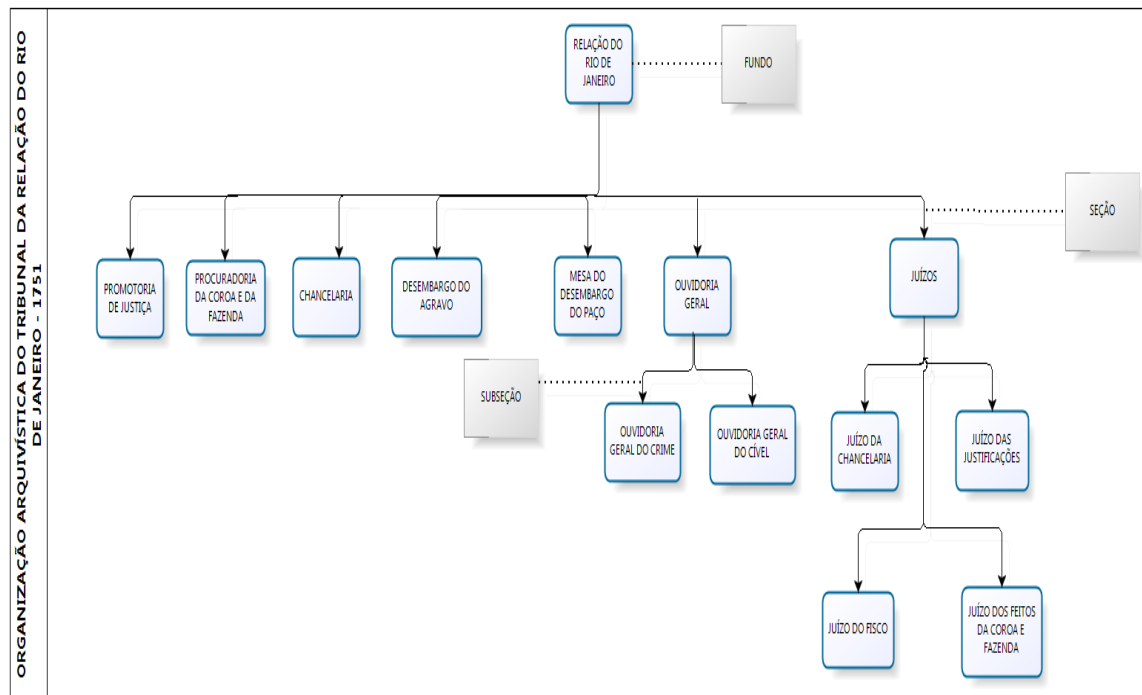 ORGANIZAÇÃO ARQUIVÍSTICA DO TRIBUNAL DA RELAÇÃO DO RIO
DE JANEIRO - 1751
RELAÇÃO DO
RIO DE
JANEIRO
FUNDO
SEÇÃO
PROMOTORIA
DE JUSTIÇA
PROCURADORIA
DA COROA E DA
FAZENDA
CHANCELARIA
DESEMBARGO DO
AGRAVO
MESA DO
DESEMBARGO
DO PAÇO
OUVIDORIA
GERAL
JUÍZOS
SUBSEÇÃO
OUVIDORIA
GERAL DO CRIME
OUVIDORIA GERAL
DO CÍVEL
JUÍZO DA
CHANCELARIA
JUÍZO DAS
JUSTIFICAÇÕES
JUÍZO DO FISCO
JUÍZO DOS FEITOS
DA COROA E
FAZENDA